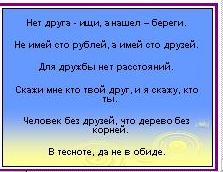 Нет друга - ищи, а нашел – береги.
Не имей сто рублей, а имей сто друзей.
Для дружбы нет расстояний.
Скажи мне кто твой друг, и я скажу, кто
ты.
Человек без друзей, что дерево без
корней.
В тесноте, да не в обиде.